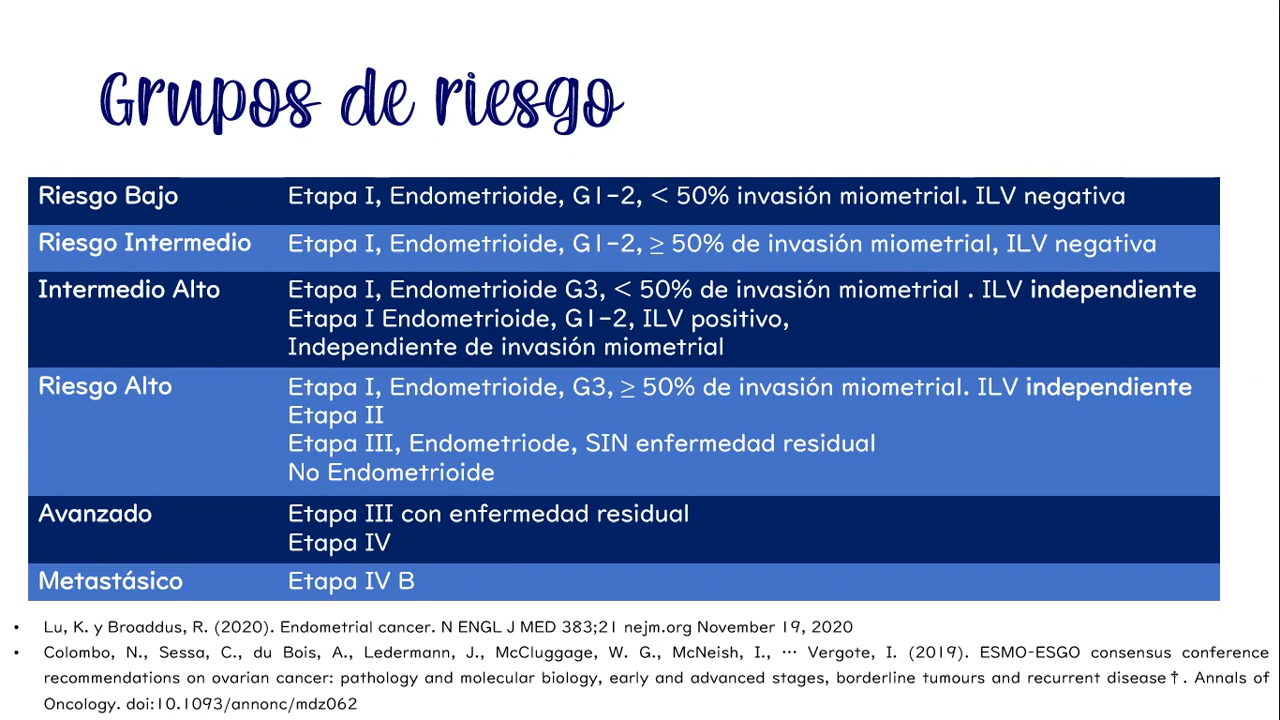 Grupos de riesgo
Riesgo Bajo Etapa I, Endometrioide, G1-2, < 50% invasión miometrial. ILV negativa
Riesgo Intermedio Etapa I, Endometrioide, G1-2, ≥ 50% de invasión miometrial, ILV negativa
Intermedio Alto Etapa I, Endometrioide G3, < 50% de invasión miometrial . ILV independiente
Etapa I Endometrioide, G1-2, ILV positivo,
Independiente de invasión miometrial
Riesgo Alto Etapa I, Endometrioide, G3, ≥ 50% de invasión miometrial. ILV independiente
Etapa II
Etapa III, Endometriode, SIN enfermedad residual
No Endometrioide
Avanzado Etapa III con enfermedad residual
Etapa IV
Metastásico Etapa IV B
• Lu, K. y Broaddus, R. (2020). Endometrial cancer. N ENGL J MED 383;21 nejm.org November 19, 2020
• Colombo, N., Sessa, C., du Bois, A., Ledermann, J., McCluggage, W. G., McNeish, I., … Vergote, I. (2019). ESMO-ESGO consensus conference
recommendations on ovarian cancer: pathology and molecular biology, early and advanced stages, borderline tumours and recurrent disease†. Annals of
Oncology. doi:10.1093/annonc/mdz062